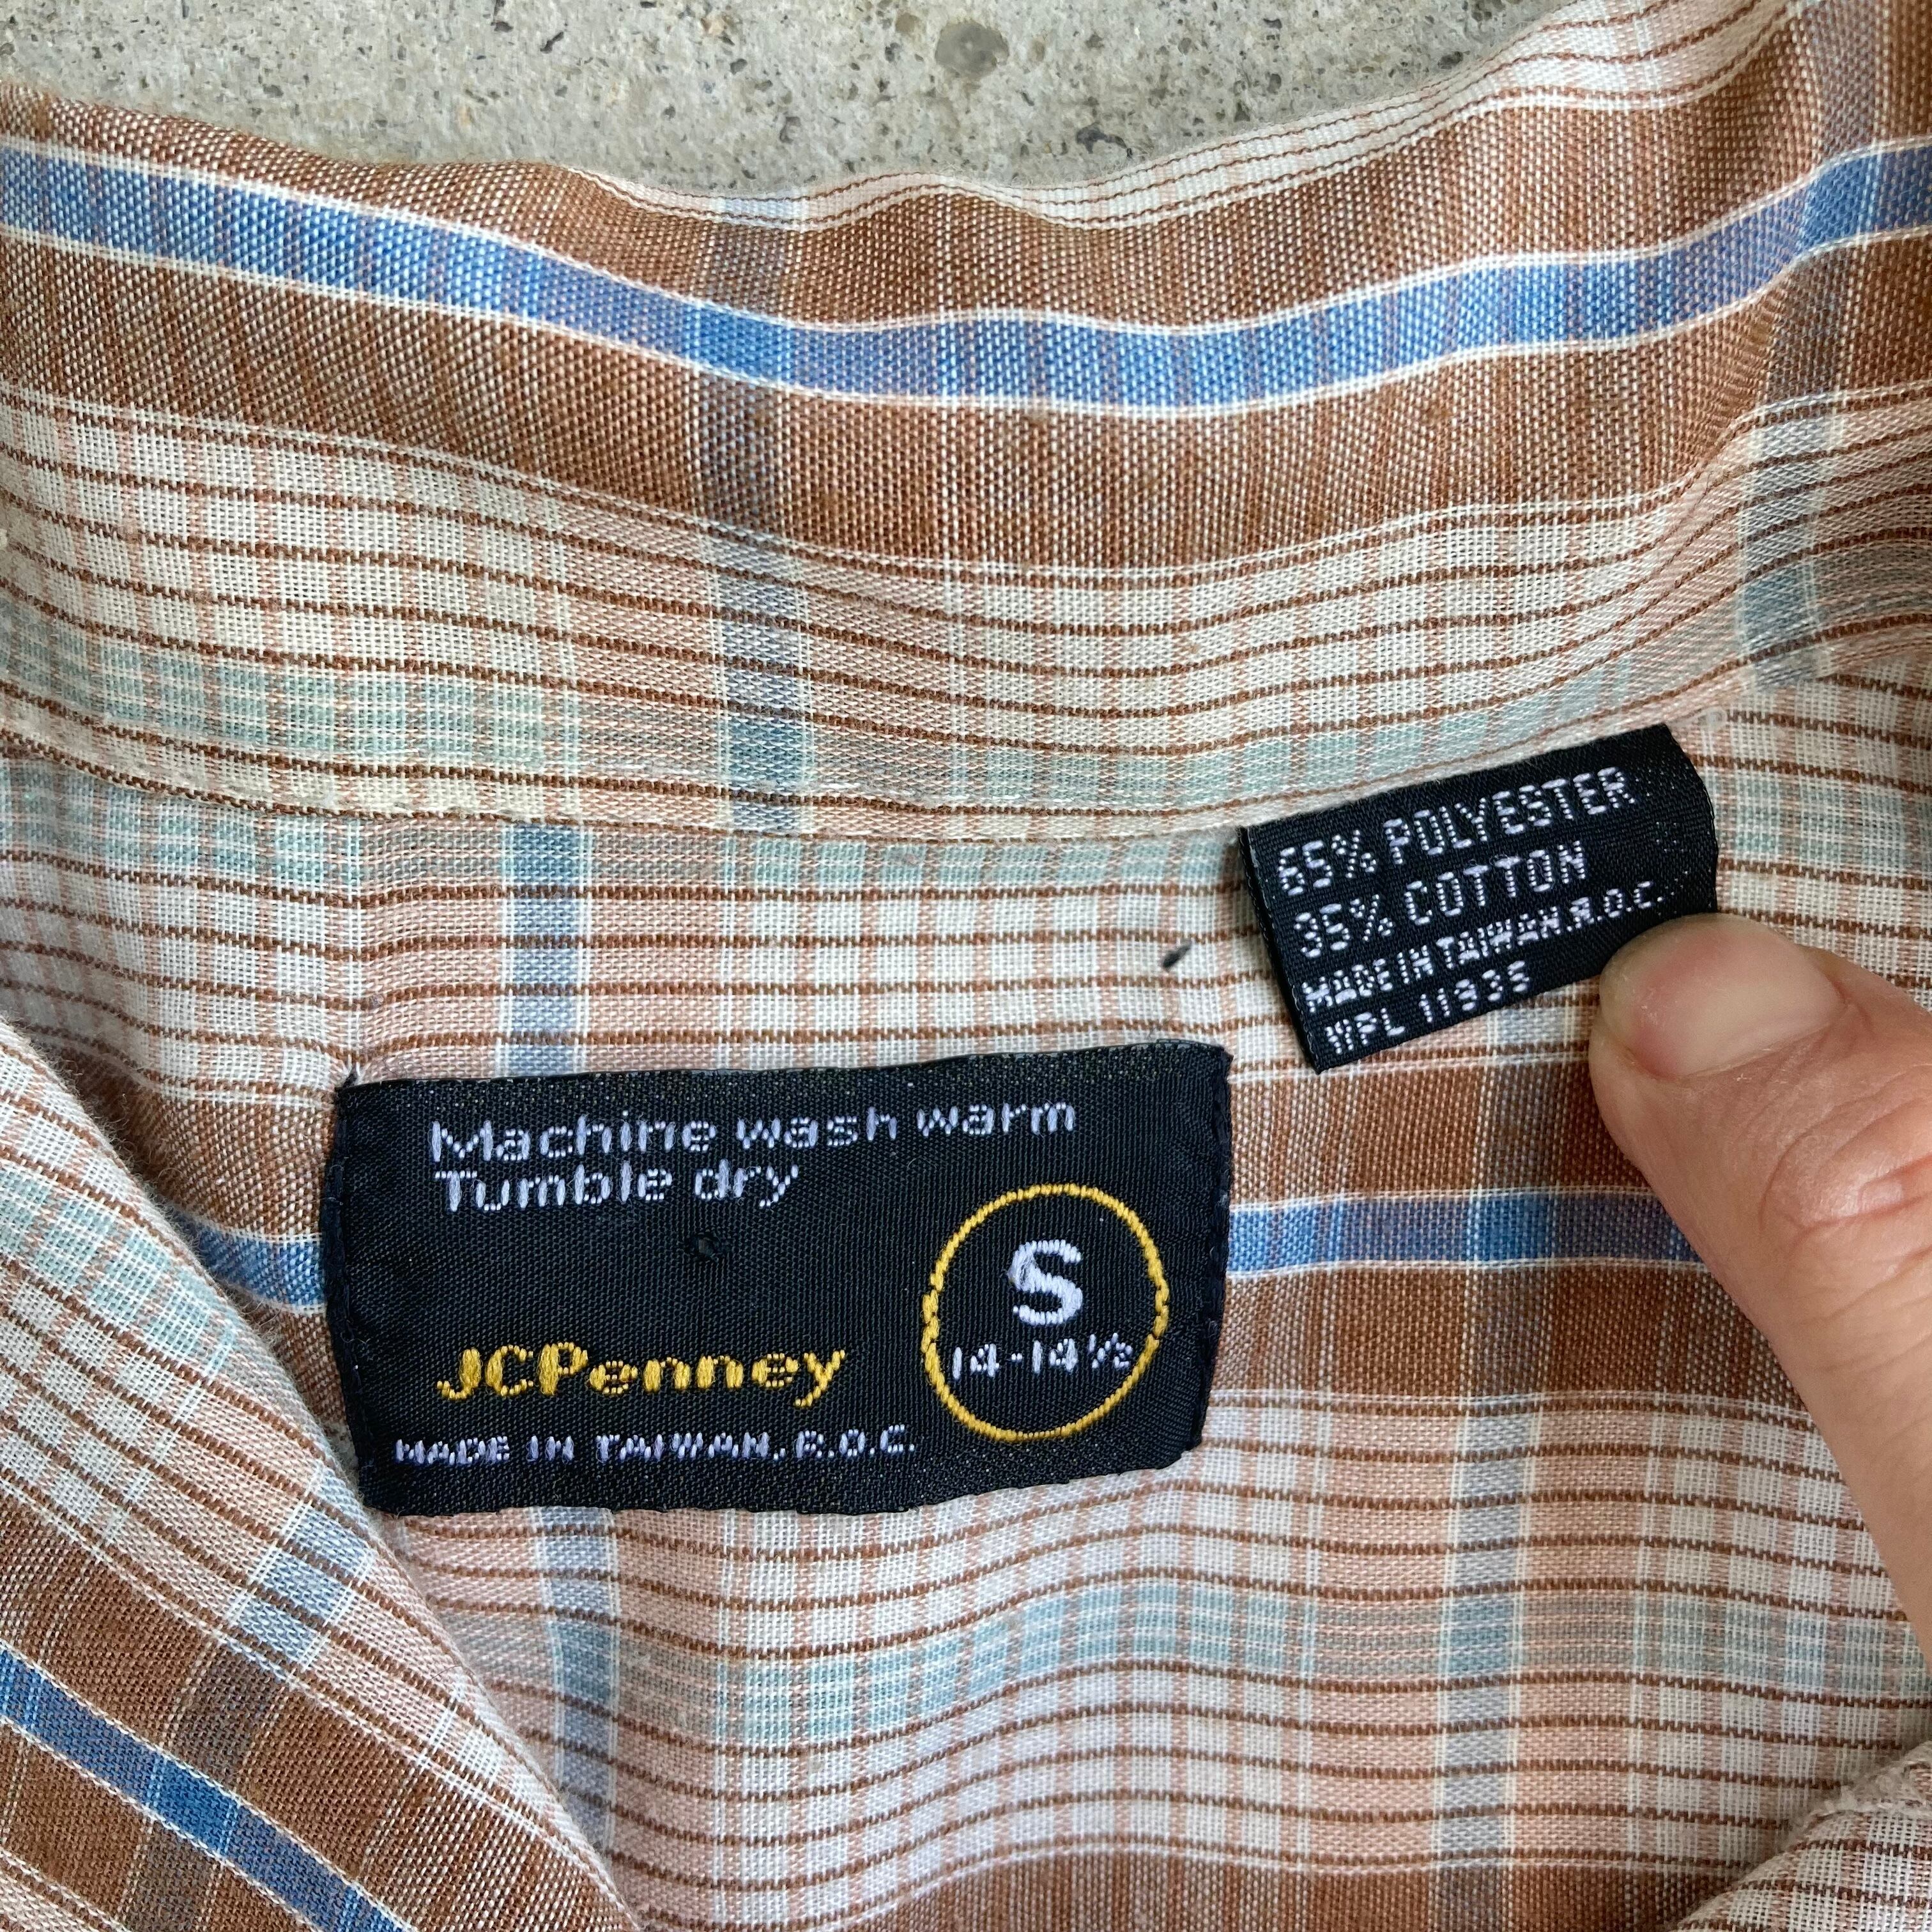 65% POLYESTER
35% COTTON
MADE IN TAIWAN.R.O.C.
WPL 11935
Machine wash warm
Tumble dry
S
14-14½
JCPenney
MADE IN TAIWAN, R.O.C.